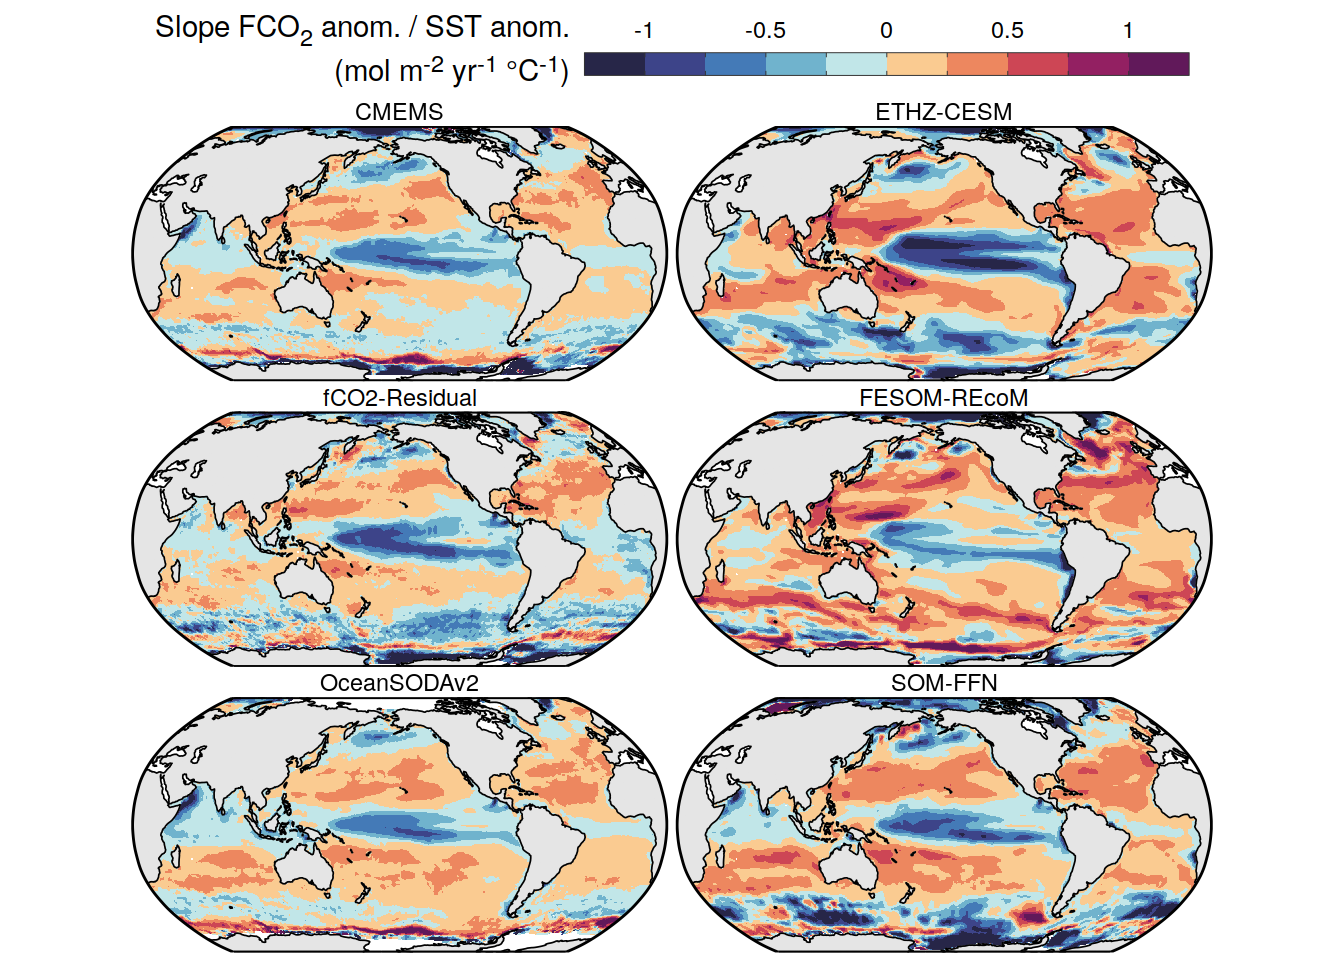 Slope FCO₂ anom. / SST anom.
(mol m⁻² yr⁻¹ °C⁻¹)
-1 -0.5 0 0.5 1
CMEMS ETHZ-CESM
fCO2-Residual FESOM-REcoM
OceanSODAv2 SOM-FFN